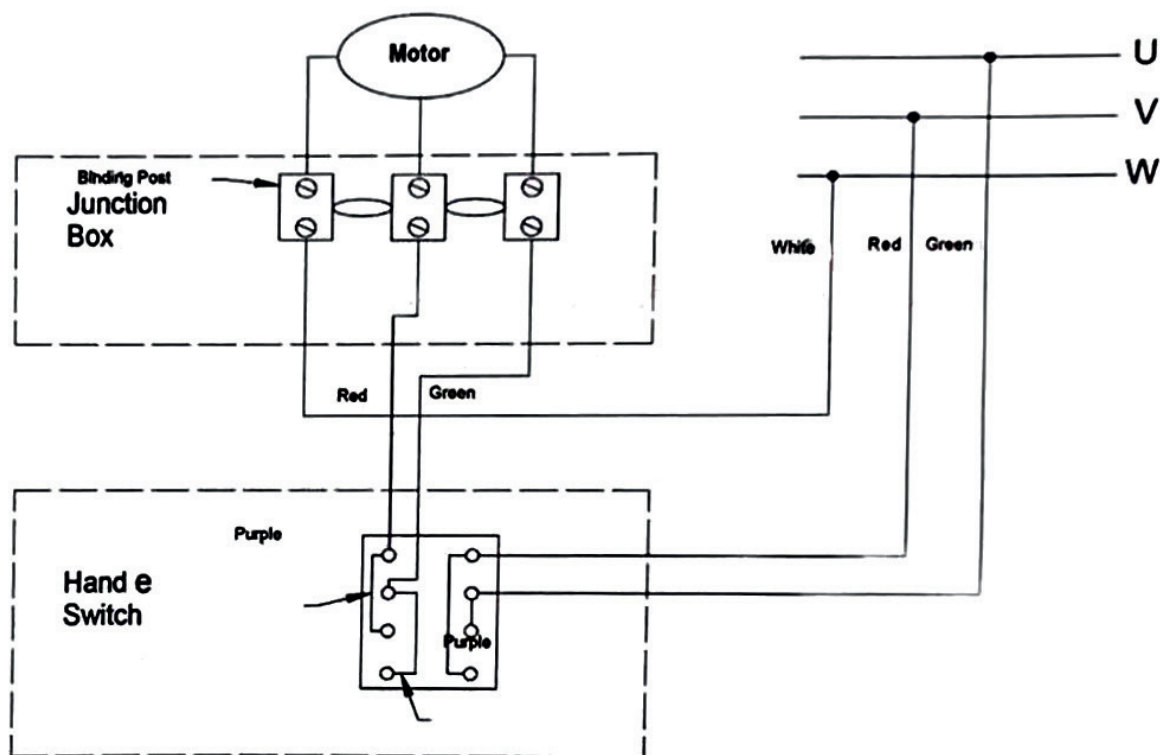 Motor
U
V
W
Binding Post
Junction
Box
White
Red
Green
Red
Green
Purple
Hand e
Switch
Purple